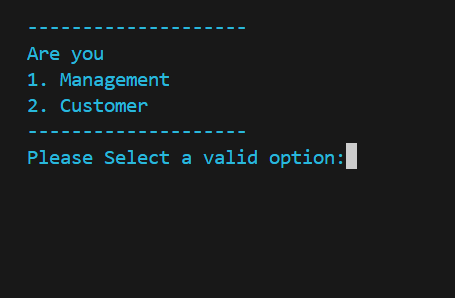 --------------------
Are you
1. Management
2. Customer
--------------------
Please Select a valid option: